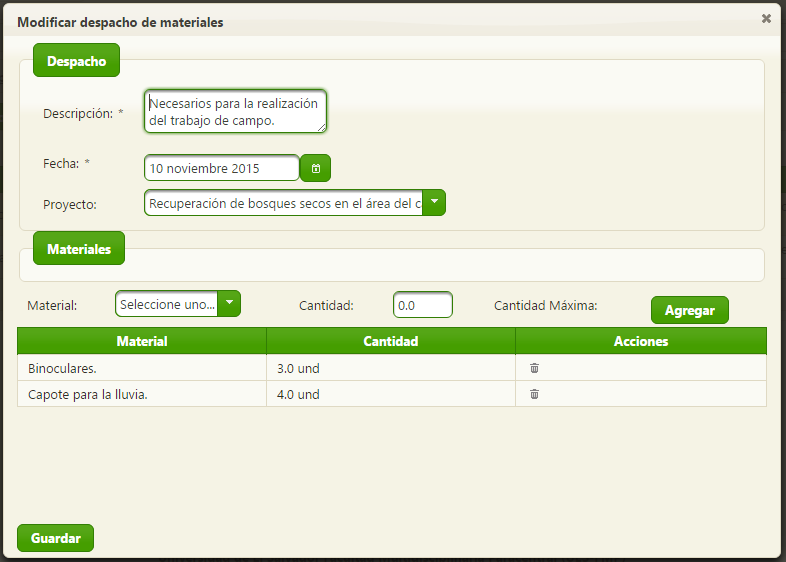 Modificar despacho de materiales
Despacho
Descripción: *
Necesarios para la realización
del trabajo de campo.
Fecha: *
10 noviembre 2015
Proyecto:
Recuperación de bosques secos en el área del c
Materiales
Material:
Seleccione uno...
Cantidad:
0.0
Cantidad Máxima:
Agregar
Material Cantidad Acciones
Binoculares. 3.0 und
Capote para la lluvia. 4.0 und
Guardar